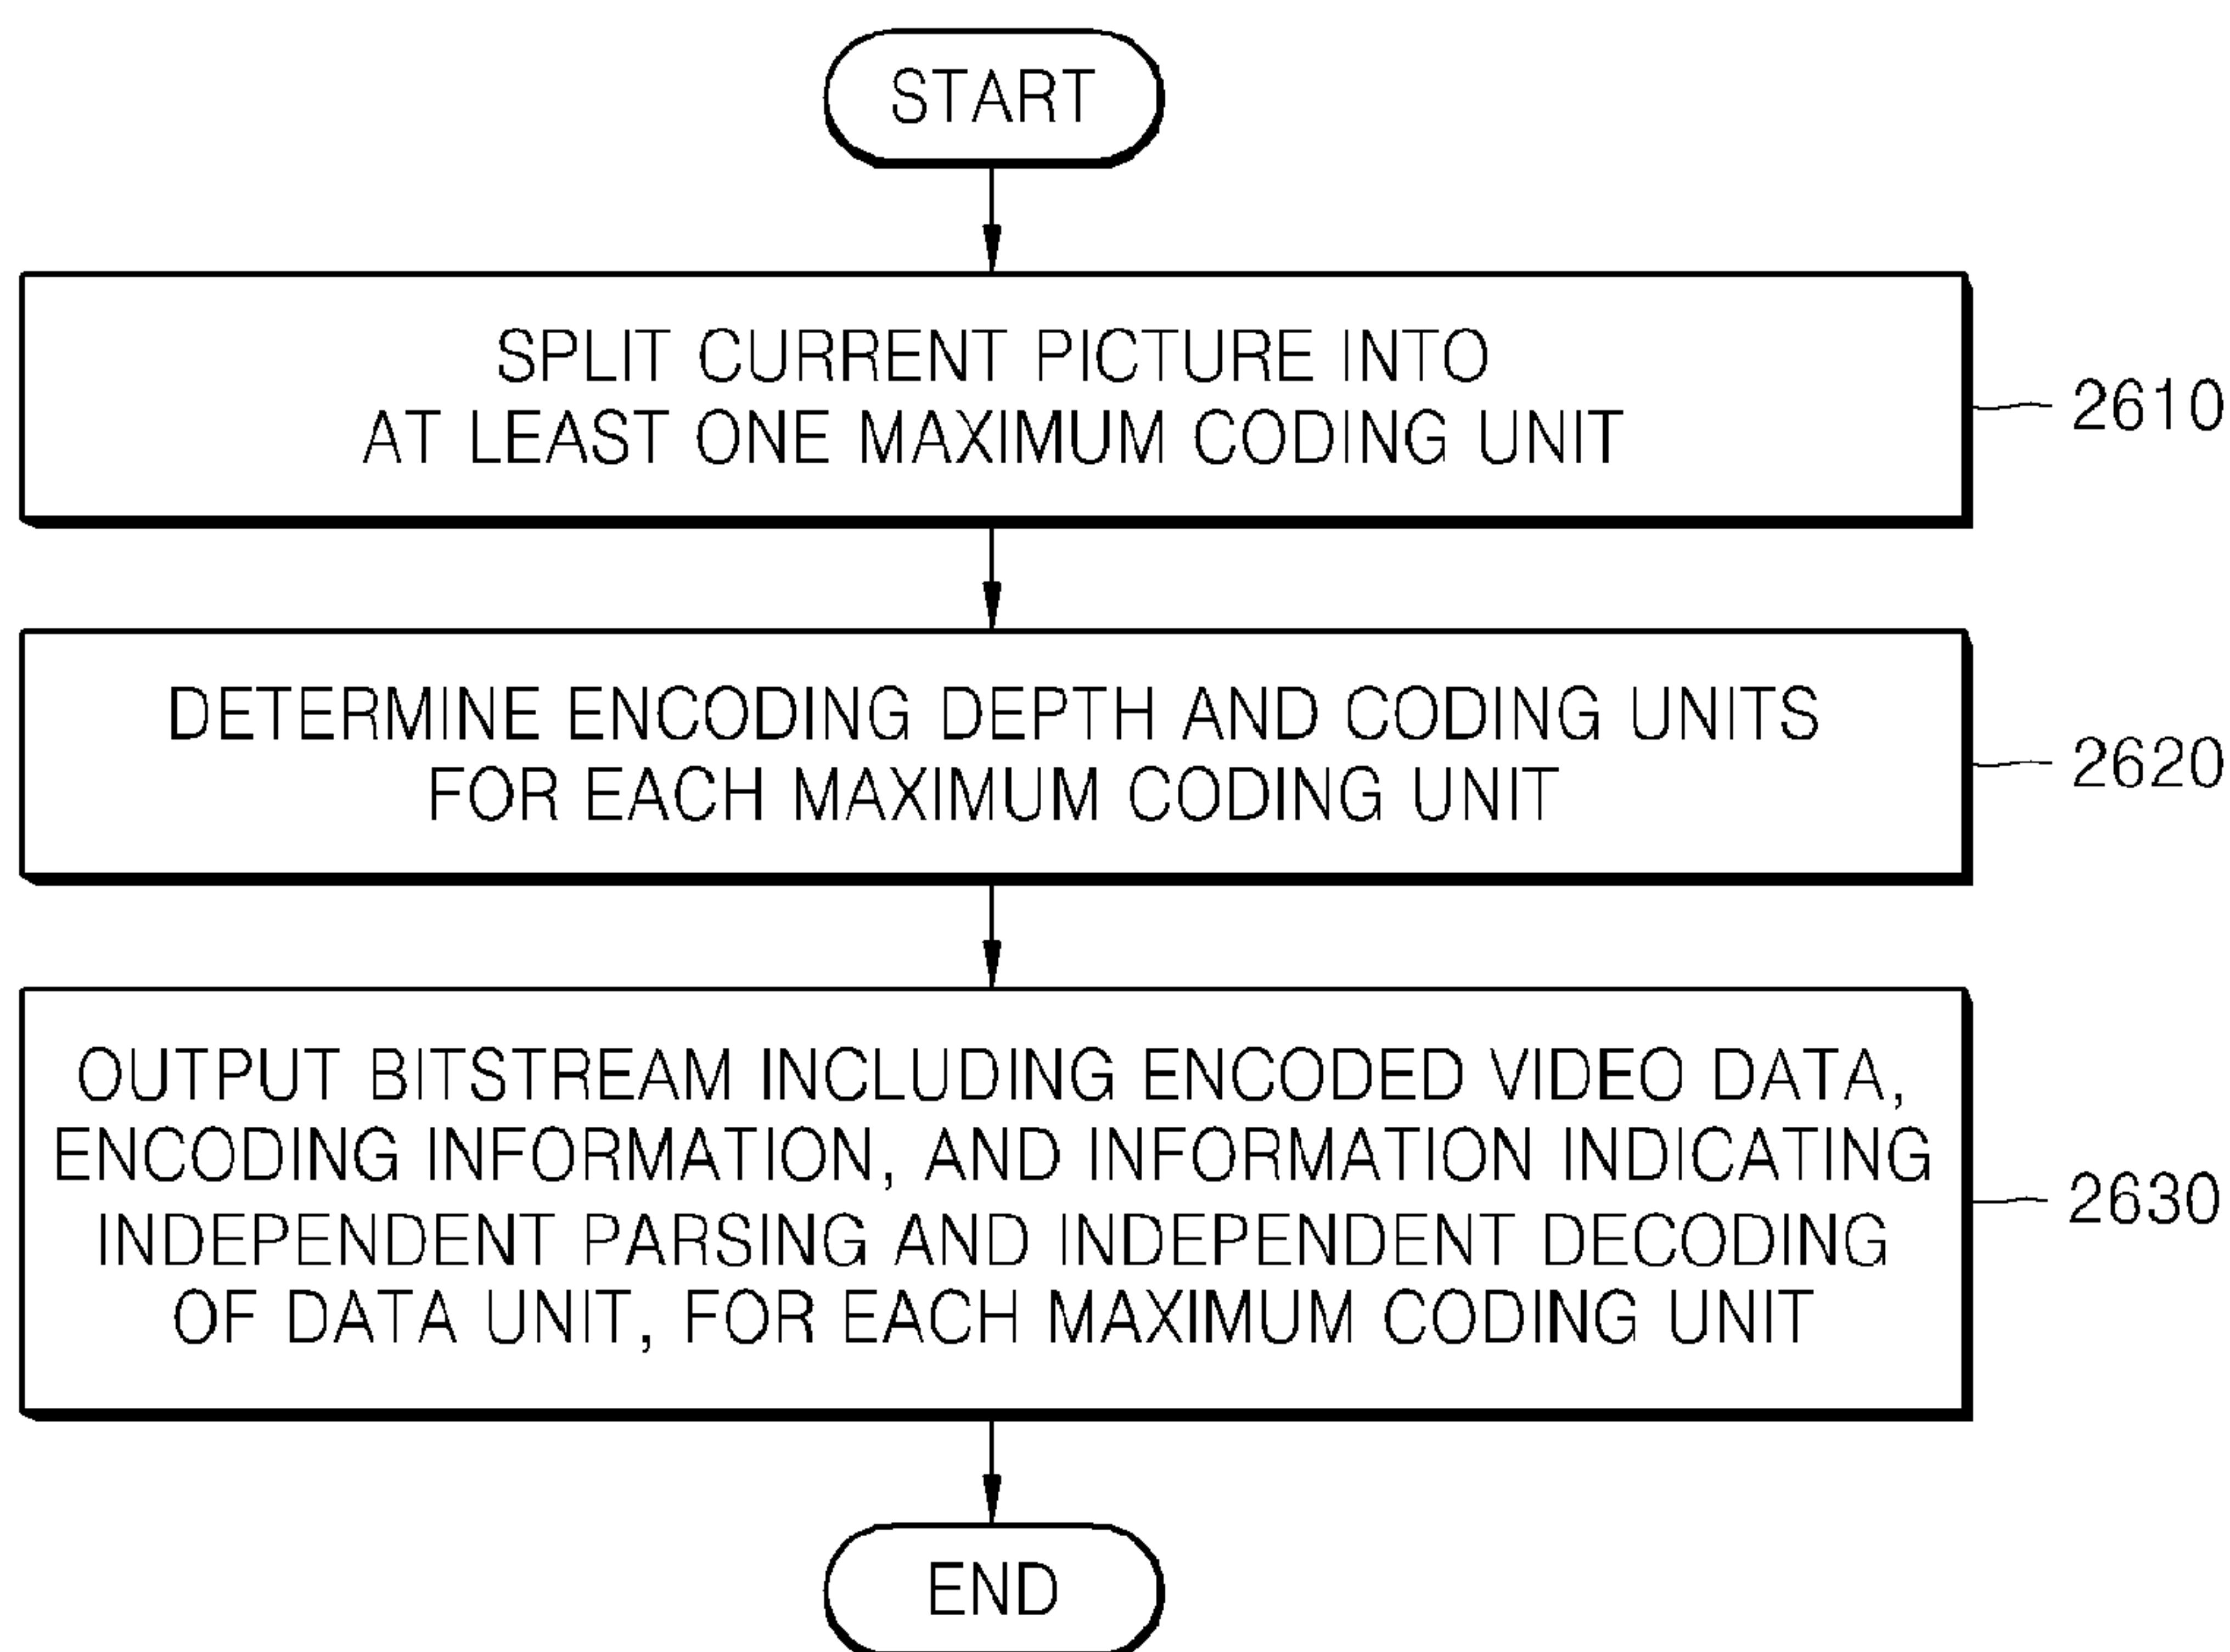 START
SPLIT CURRENT PICTURE INTO
AT LEAST ONE MAXIMUM CODING UNIT
2610
DETERMINE ENCODING DEPTH AND CODING UNITS
FOR EACH MAXIMUM CODING UNIT
2620
OUTPUT BITSTREAM INCLUDING ENCODED VIDEO DATA,
ENCODING INFORMATION, AND INFORMATION INDICATING
INDEPENDENT PARSING AND INDEPENDENT DECODING
OF DATA UNIT, FOR EACH MAXIMUM CODING UNIT
2630
END